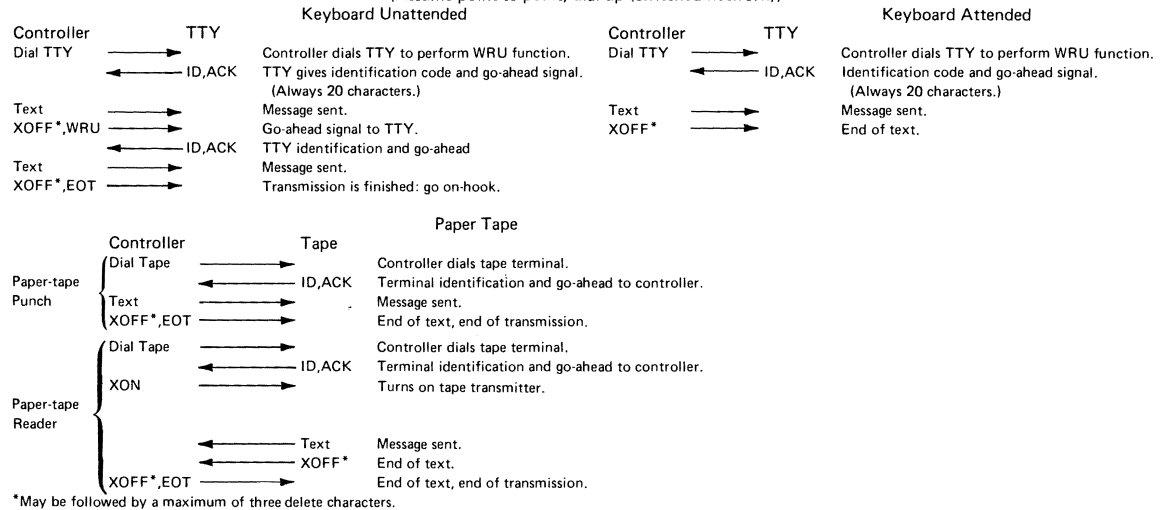 Keyboard Unattended
Controller TTY
Dial TTY Controller dials TTY to perform WRU function.
ID,ACK TTY gives identification code and go-ahead signal.
(Always 20 characters.)
Text Message sent.
XOFF*,WRU Go-ahead signal to TTY.
ID,ACK TTY identification and go-ahead
Text Message sent.
XOFF*,EOT Transmission is finished: go on-hook.
Keyboard Attended
Controller TTY
Dial TTY Controller dials TTY to perform WRU function.
ID,ACK Identification code and go-ahead signal.
(Always 20 characters.)
Text Message sent.
XOFF* End of text.
Paper Tape
Controller Tape
Paper-tape Punch
Dial Tape Controller dials tape terminal.
ID,ACK Terminal identification and go-ahead to controller.
Text Message sent.
XOFF*,EOT End of text, end of transmission.
Paper-tape Reader
Dial Tape Controller dials tape terminal.
ID,ACK Terminal identification and go-ahead to controller.
XON Turns on tape transmitter.
Text Message sent.
XOFF* End of text.
XOFF*,EOT End of text, end of transmission.
*May be followed by a maximum of three delete characters.